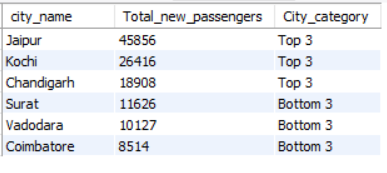 city_name Total_new_passengers City_category
Jaipur 45856 Top 3
Kochi 26416 Top 3
Chandigarh 18908 Top 3
Surat 11626 Bottom 3
Vadodara 10127 Bottom 3
Coimbatore 8514 Bottom 3